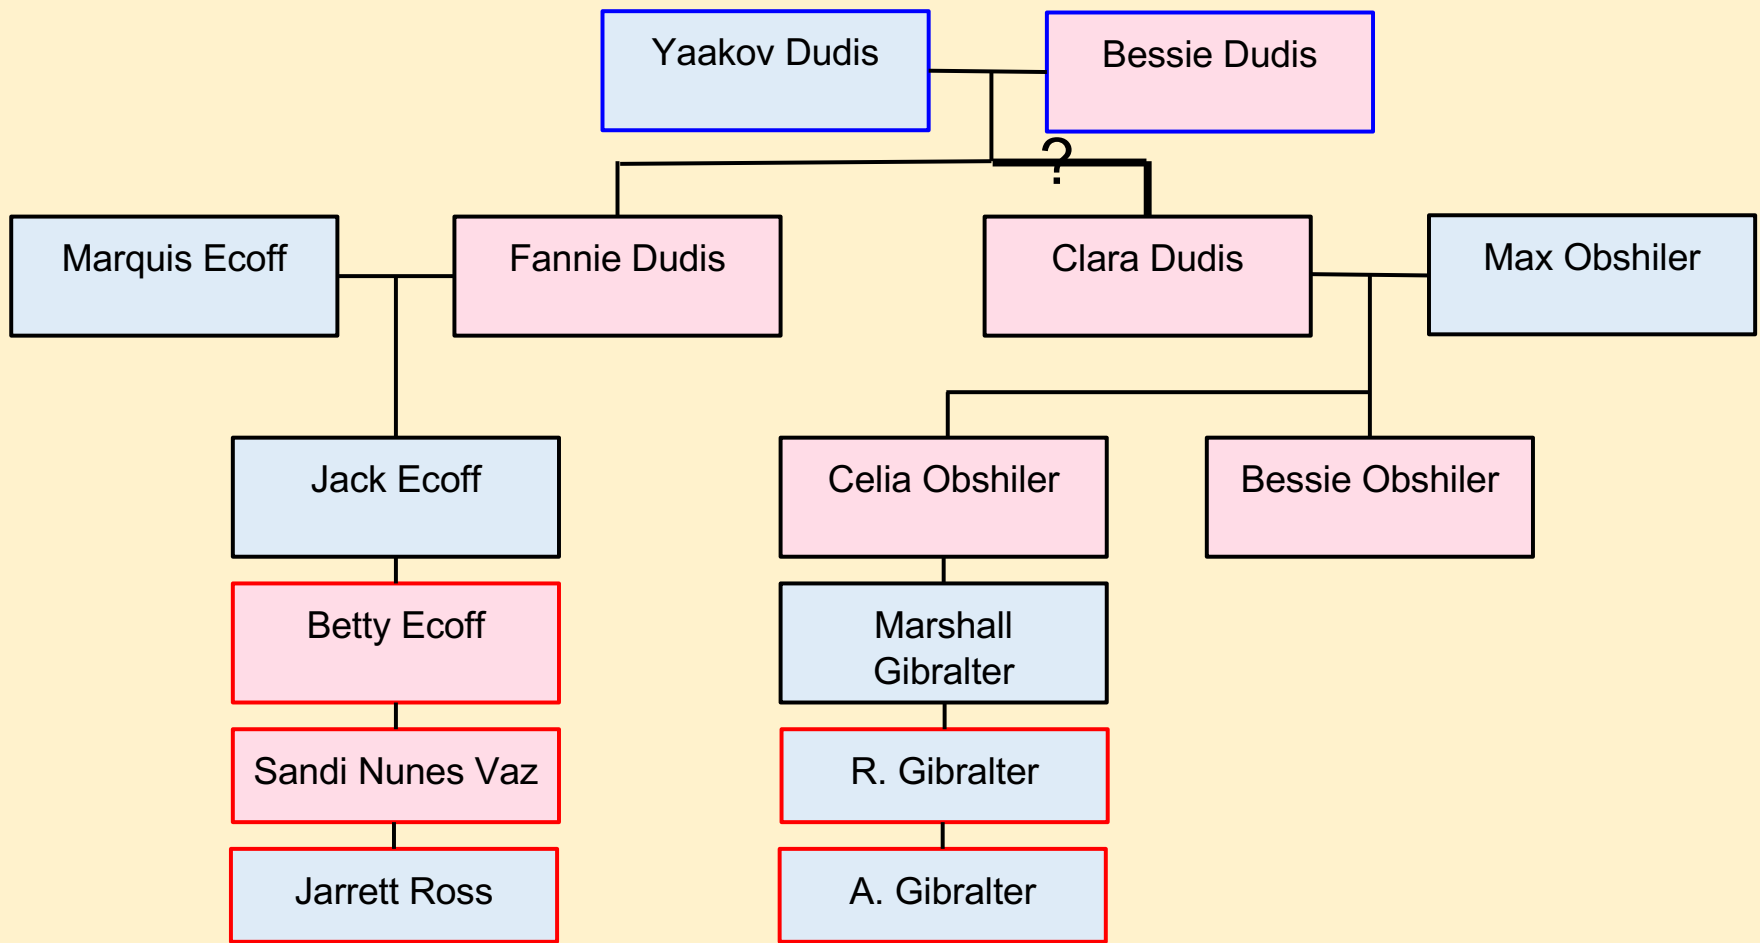 Yaakov Dudis
Bessie Dudis
?
Marquis Ecoff
Fannie Dudis
Clara Dudis
Max Obshiler
Jack Ecoff
Celia Obshiler
Bessie Obshiler
Betty Ecoff
Marshall
Gibralter
Sandi Nunes Vaz
R. Gibralter
Jarrett Ross
A. Gibralter